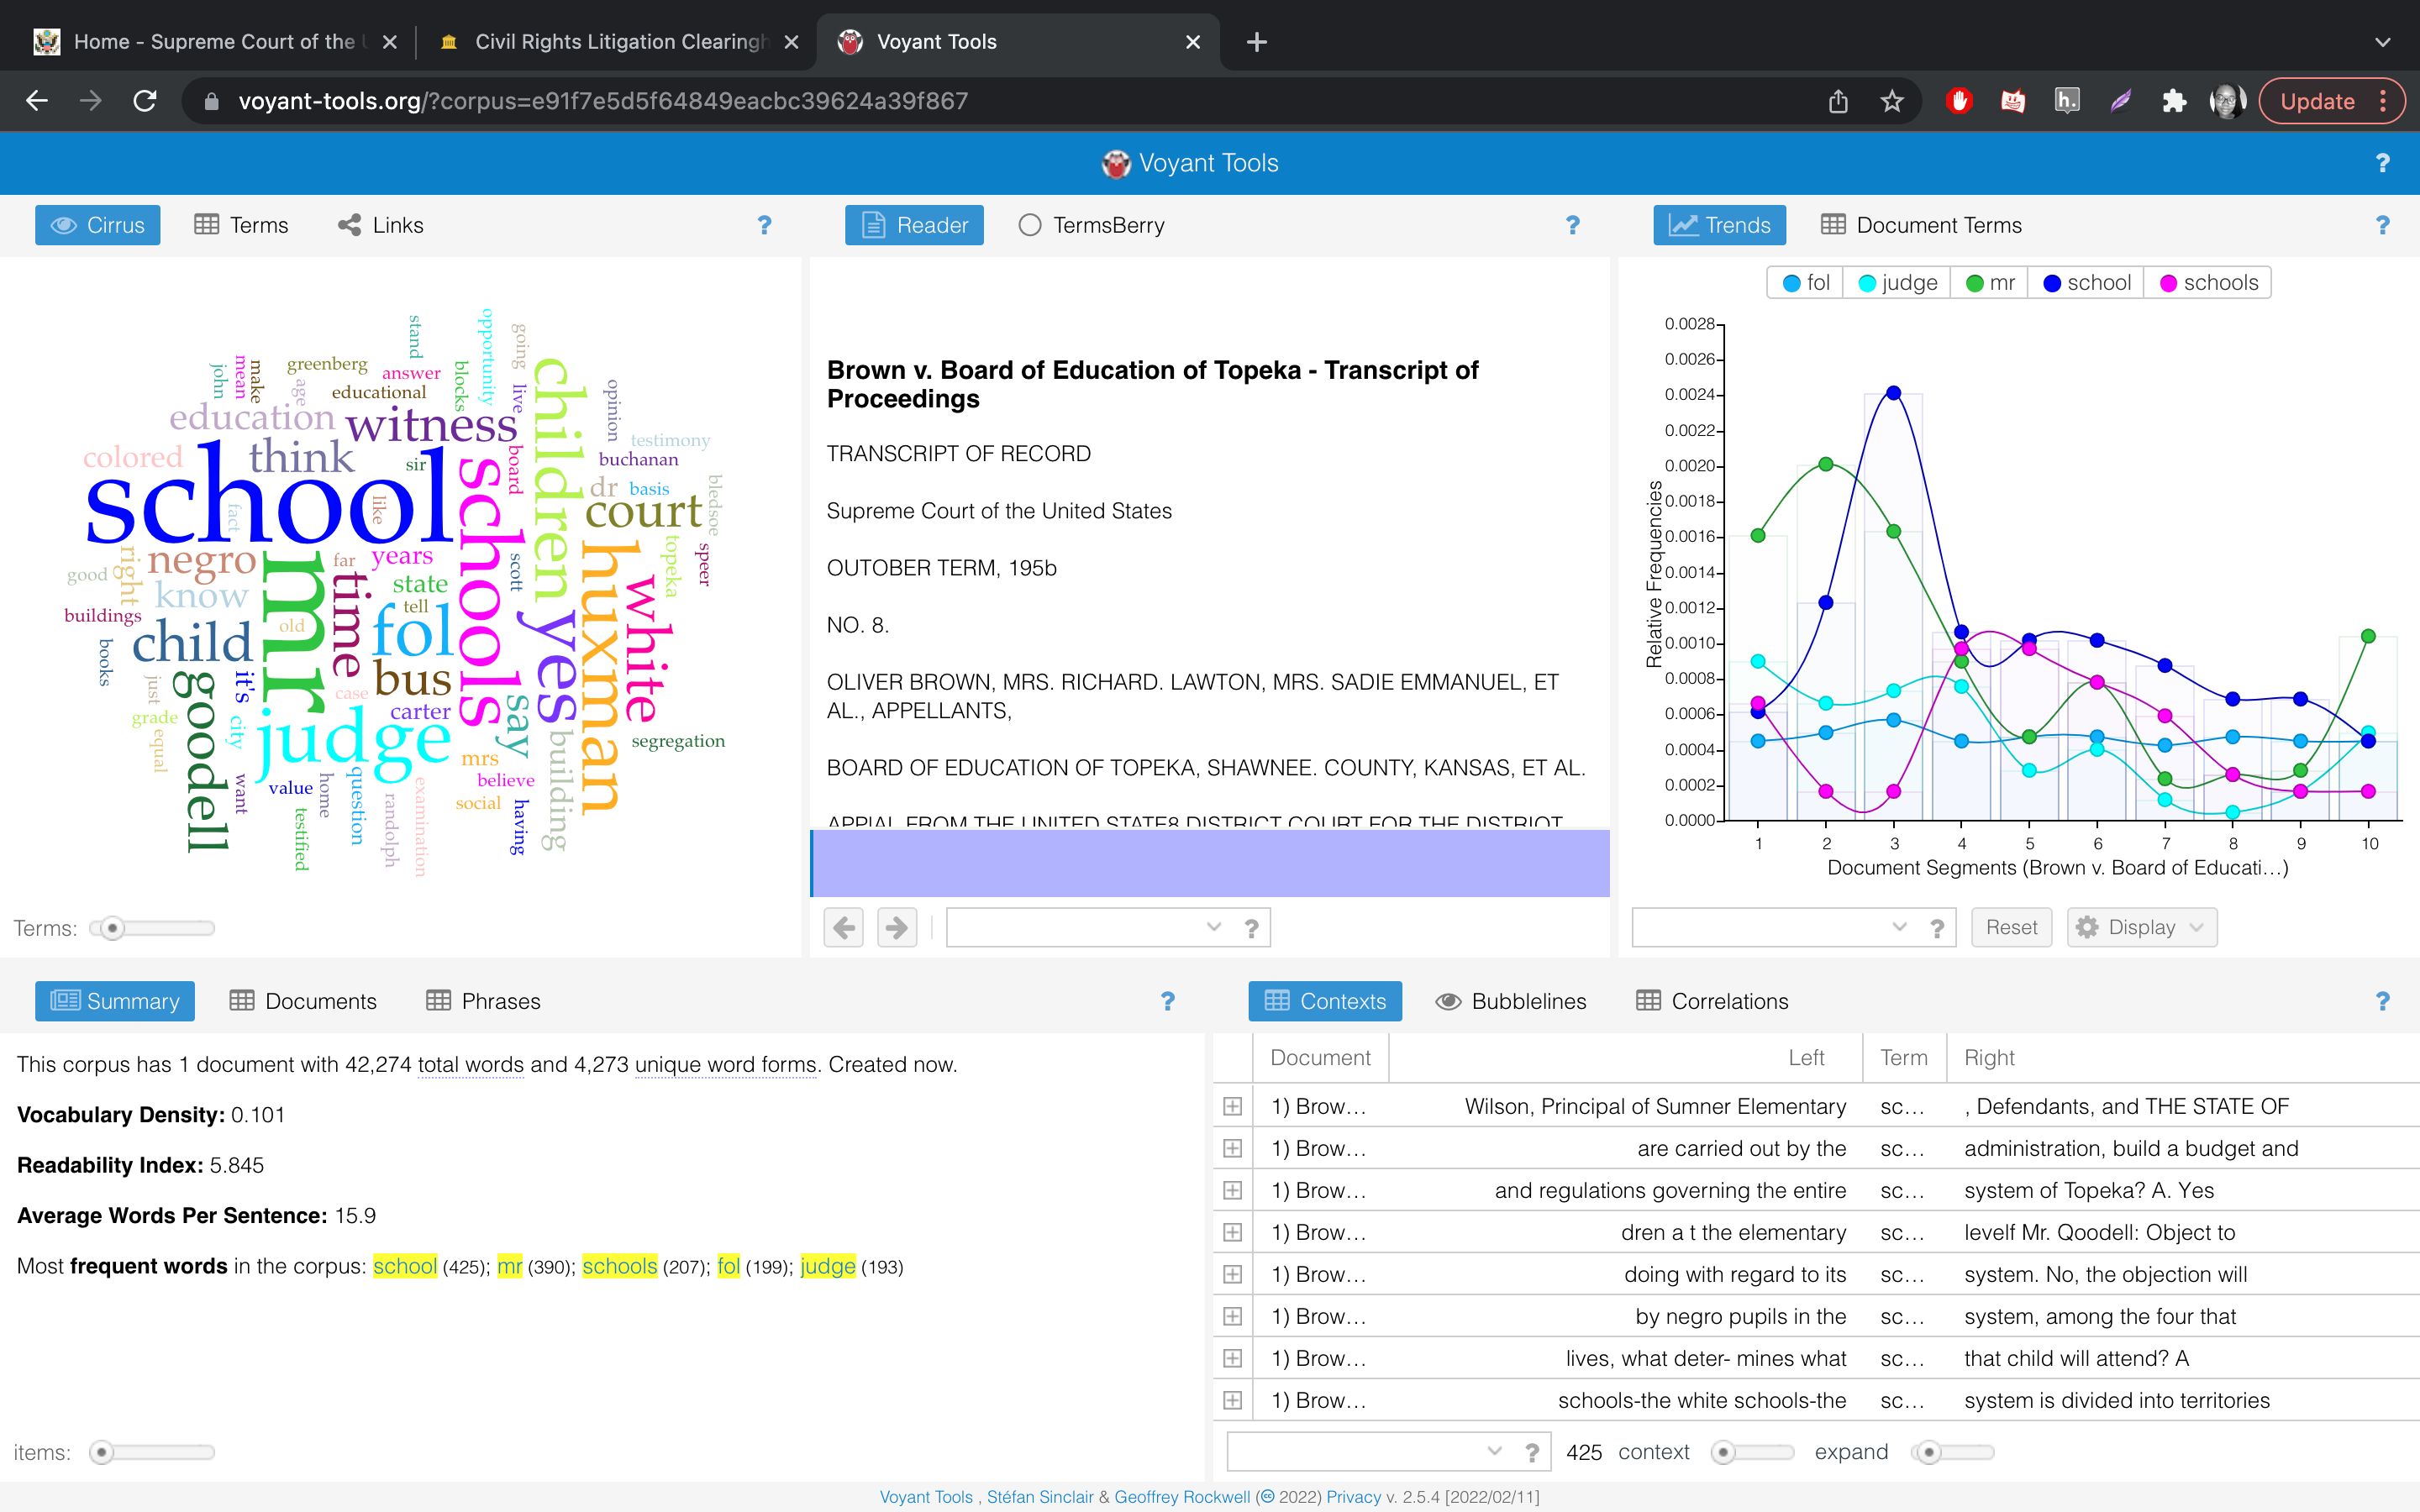 Home - Supreme Court of the U
Civil Rights Litigation Clearingh
Voyant Tools
voyant-tools.org/?corpus=e91f7e5d5f64849eacbc39624a39f867
h.
Update
Voyant Tools
?
Cirrus Terms Links ?
Reader TermsBerry ?
Trends Document Terms ?
stand
opportunity
going
john
mean
make
greenberg
age
answer
educational
blocks
live
children
opinion
education
witness
testimony
colored
think
sir
board
buchanan
school
schools
dr
basis
bledsoe
court
fact
like
right
negro
mr
far
years
scott
huxman
topeka
speer
good
know
time
state
tell
white
buildings
old
fol
yes
books
child
bus
just
goodell
it's
case
carter
say
grade
city
judge
segregation
equal
mrs
building
want
value
home
question
randolph
examination
believe
social
having
testified
Terms:
Brown v. Board of Education of Topeka - Transcript of
Proceedings
TRANSCRIPT OF RECORD
Supreme Court of the United States
OUTOBER TERM, 195b
NO. 8.
OLIVER BROWN, MRS. RICHARD. LAWTON, MRS. SADIE EMMANUEL, ET
AL., APPELLANTS,
BOARD OF EDUCATION OF TOPEKA, SHAWNEE. COUNTY, KANSAS, ET AL.
APPIAL FROM THE UNITED STATE8 DISTRICT COURT FOR THE DISTRIOT
?
fol judge mr school schools
Relative Frequencies
0.0028
0.0026
0.0024
0.0022
0.0020
0.0018
0.0016
0.0014
0.0012
0.0010
0.0008
0.0006
0.0004
0.0002
0.0000
1 2 3 4 5 6 7 8 9 10
Document Segments (Brown v. Board of Educati…)
? Reset Display
Summary Documents Phrases ?
This corpus has 1 document with 42,274 total words and 4,273 unique word forms. Created now.
Vocabulary Density: 0.101
Readability Index: 5.845
Average Words Per Sentence: 15.9
Most frequent words in the corpus: school (425); mr (390); schools (207); fol (199); judge (193)
items:
Contexts Bubblelines Correlations ?
Document Left Term Right
1) Brow… Wilson, Principal of Sumner Elementary sc… , Defendants, and THE STATE OF
1) Brow… are carried out by the sc… administration, build a budget and
1) Brow… and regulations governing the entire sc… system of Topeka? A. Yes
1) Brow… dren a t the elementary sc… levelf Mr. Qoodell: Object to
1) Brow… doing with regard to its sc… system. No, the objection will
1) Brow… by negro pupils in the sc… system, among the four that
1) Brow… lives, what deter- mines what sc… that child will attend? A
1) Brow… schools-the white schools-the sc… system is divided into territories
? 425 context expand
Voyant Tools , Stéfan Sinclair & Geoffrey Rockwell (cc 2022) Privacy v. 2.5.4 [2022/02/11]